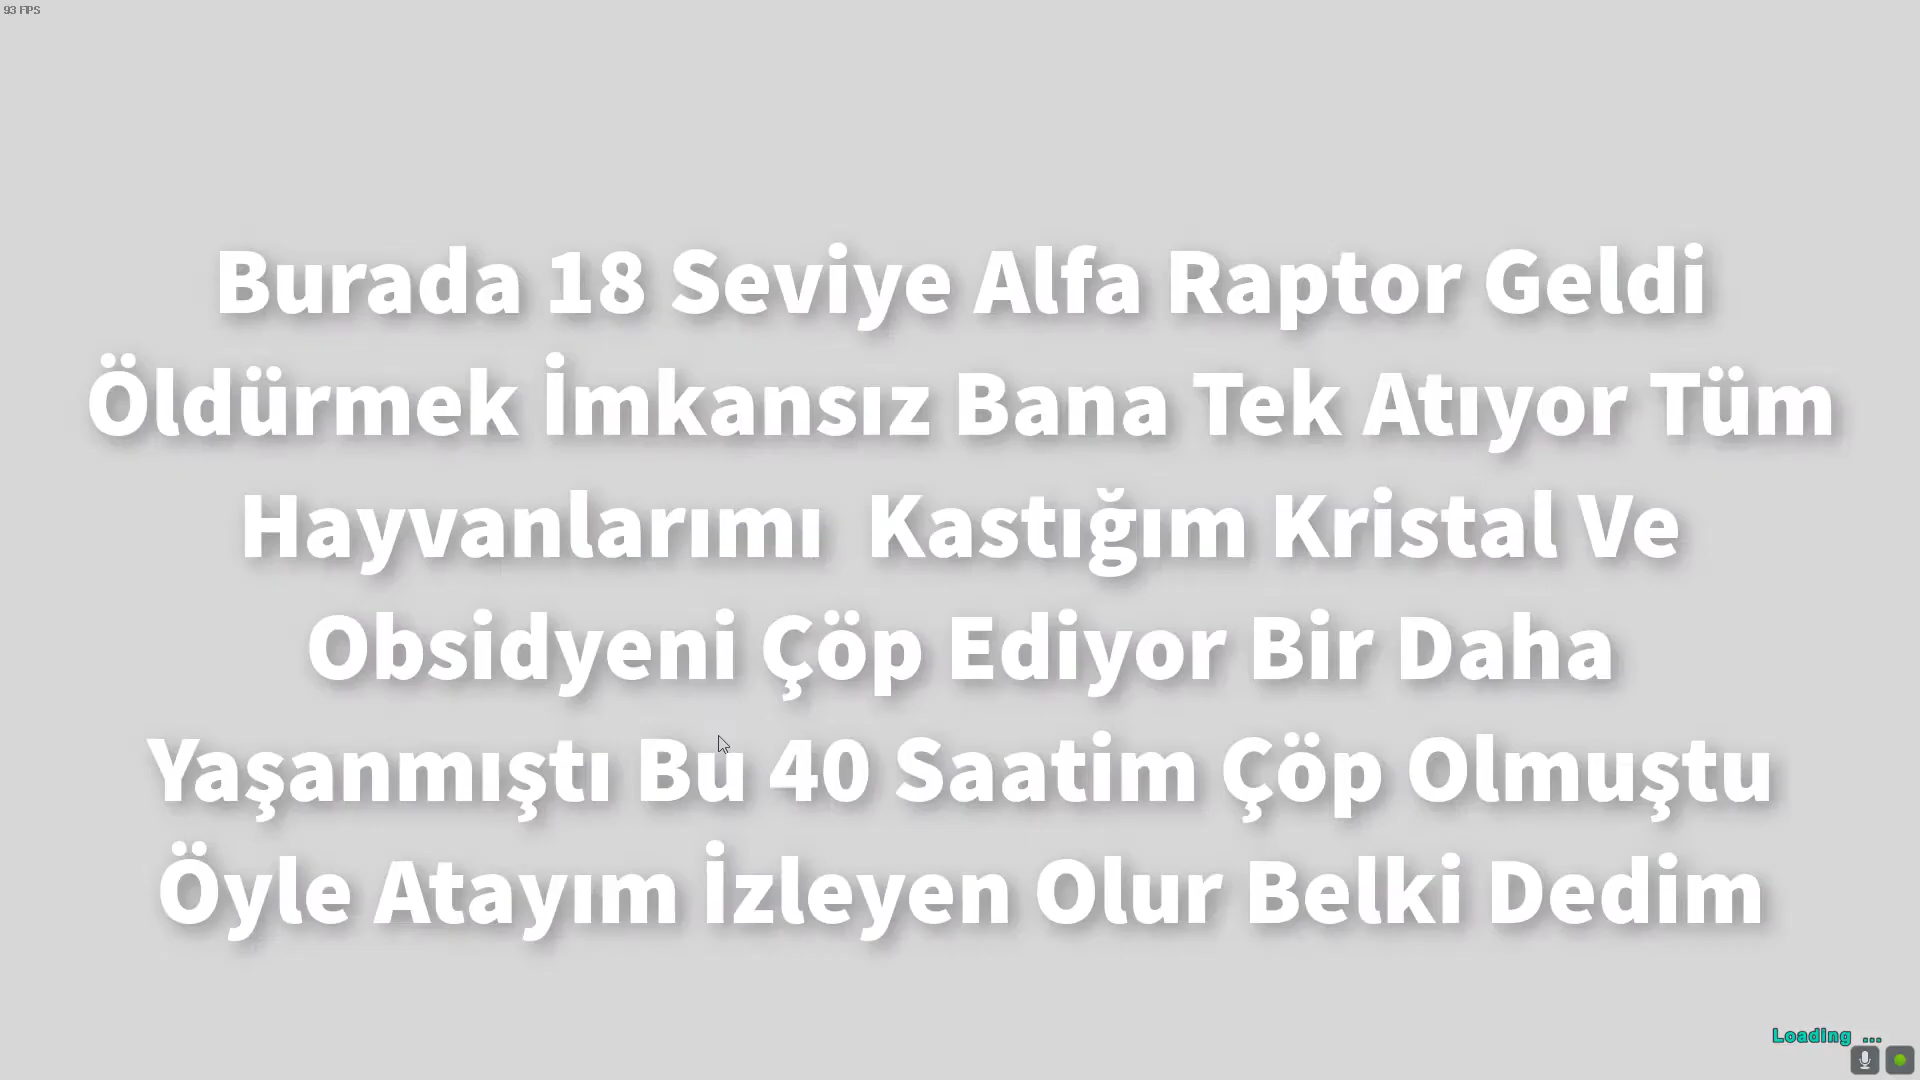 93 FPS
Burada 18 Seviye Alfa Raptor Geldi
Öldürmek İmkansız Bana Tek Atıyor Tüm
Hayvanlarımı  Kastığım Kristal Ve
Obsidyeni Çöp Ediyor Bir Daha
Yaşanmıştı Bu 40 Saatim Çöp Olmuştu
Öyle Atayım İzleyen Olur Belki Dedim
Loading ...